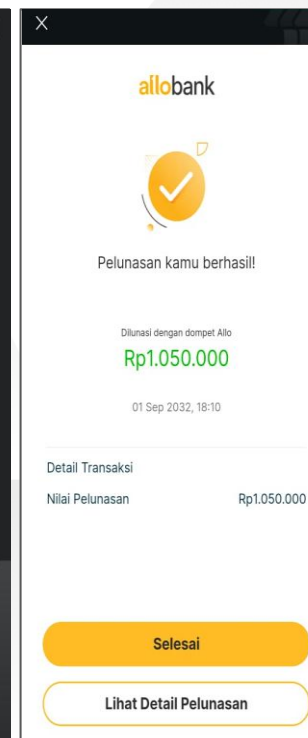 X
allobank
Pelunasan kamu berhasil!
Dilunasi dengan dompet Allo
Rp1.050.000
01 Sep 2032, 18:10
Detail Transaksi
Nilai Pelunasan Rp1.050.000
Selesai
Lihat Detail Pelunasan